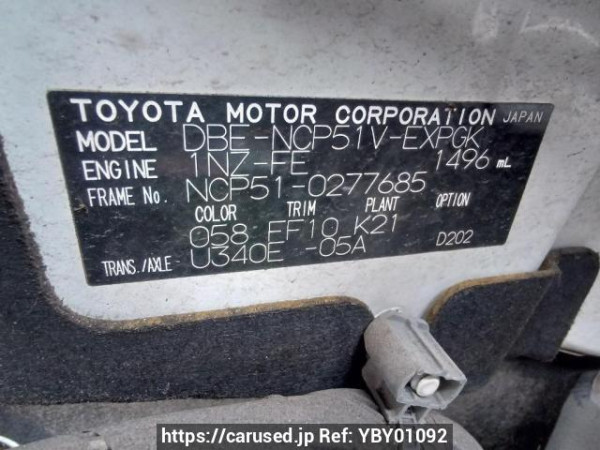 TOYOTA MOTOR CORPORATION JAPAN
MODEL DBE-NCP51V-EXPGK
ENGINE 1NZ-FE 1496 mL
FRAME No. NCP51-0277685
COLOR TRIM PLANT OPTION
058 FF10 K21
TRANS./AXLE U340E -05A D202
https://carused.jp Ref: YBY01092